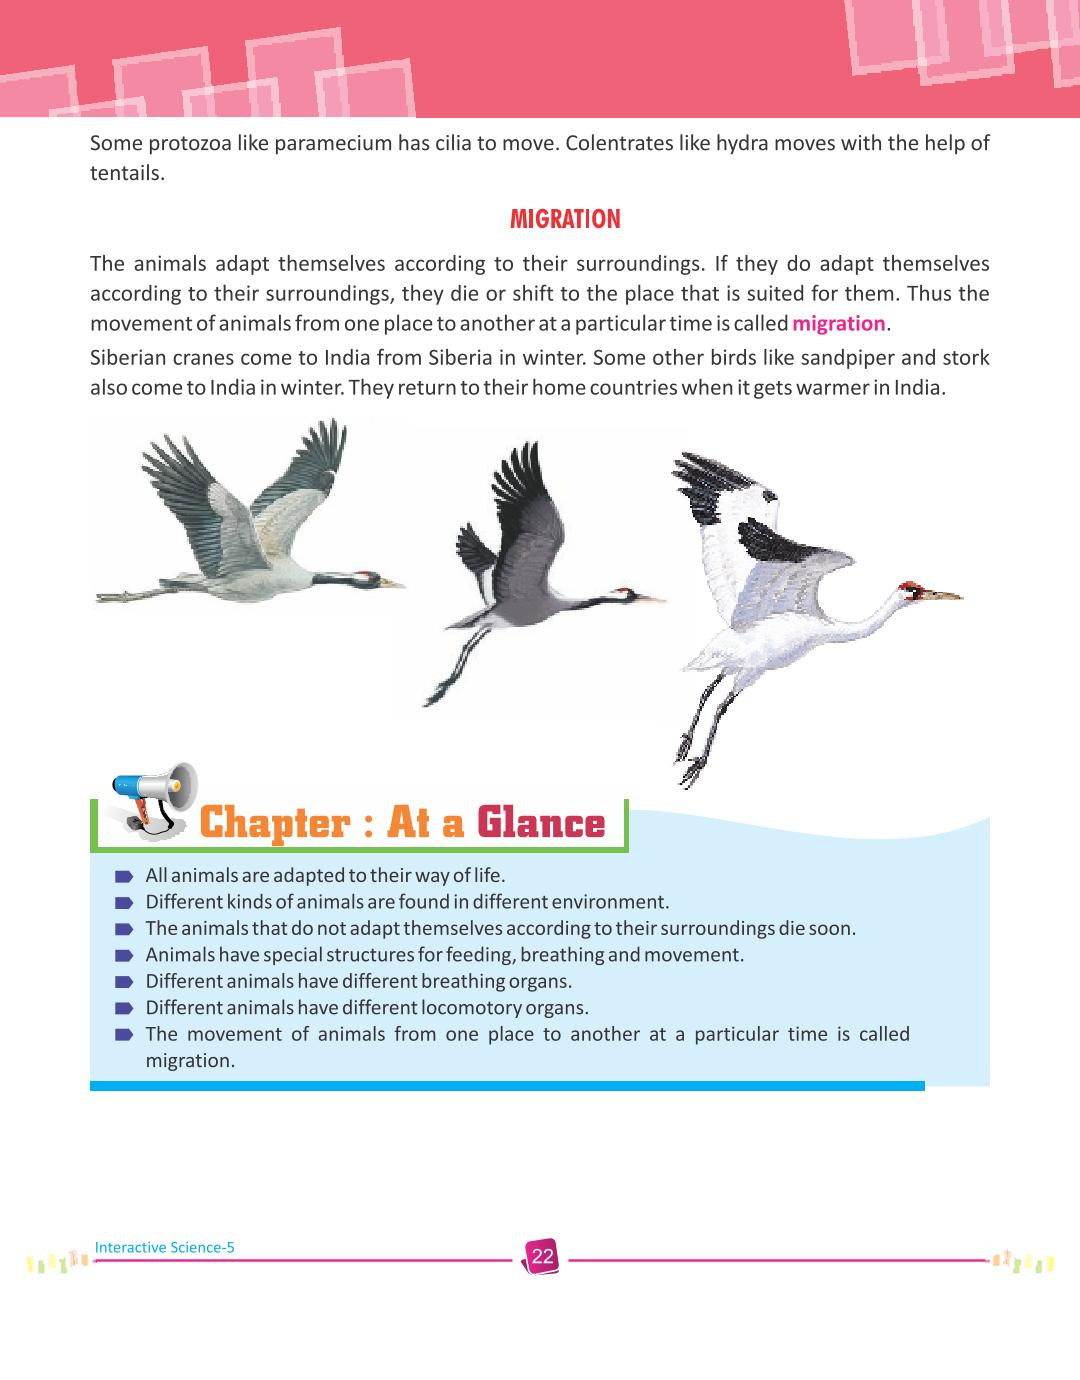 Some protozoa like paramecium has cilia to move. Colentrates like hydra moves with the help of
tentails.
MIGRATION
The animals adapt themselves according to their surroundings. If they do adapt themselves
according to their surroundings, they die or shift to the place that is suited for them. Thus the
movement of animals from one place to another at a particular time is called migration.
Siberian cranes come to India from Siberia in winter. Some other birds like sandpiper and stork
also come to India in winter. They return to their home countries when it gets warmer in India.
Chapter : At a Glance
All animals are adapted to their way of life.
Different kinds of animals are found in different environment.
The animals that do not adapt themselves according to their surroundings die soon.
Animals have special structures for feeding, breathing and movement.
Different animals have different breathing organs.
Different animals have different locomotory organs.
The movement of animals from one place to another at a particular time is called
migration.
Interactive Science-5
22